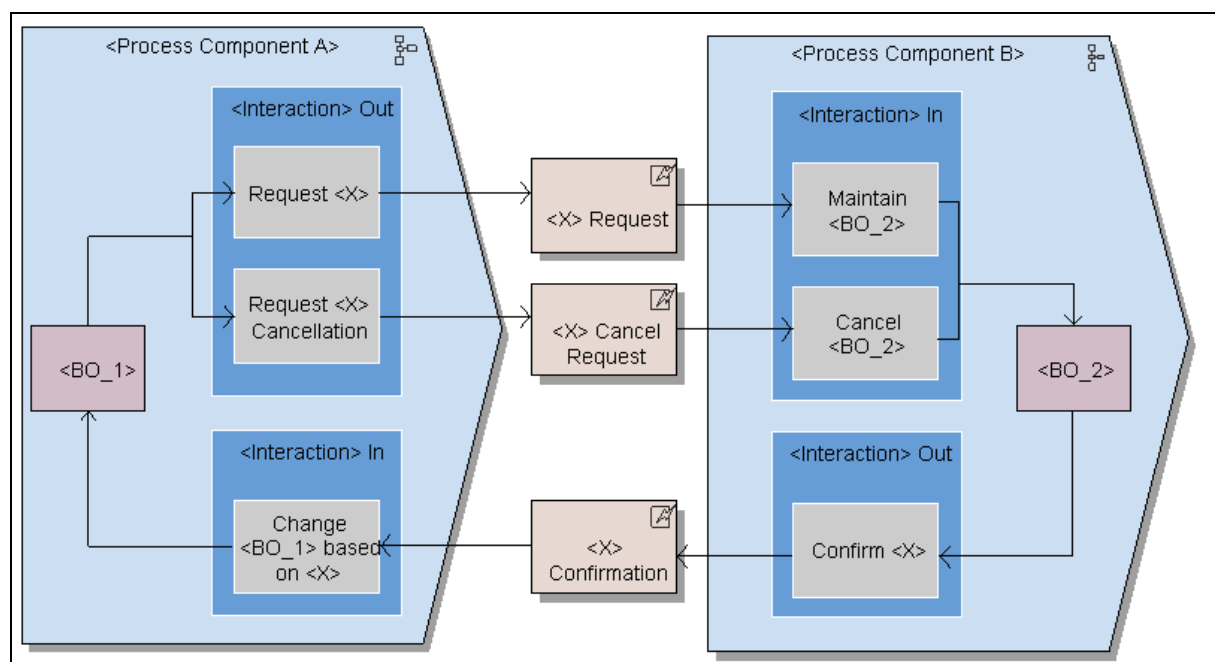 <Process Component A>
<Interaction> Out
Request <X>
Request <X>
Cancellation
<BO_1>
<Interaction> In
Change
<BO_1> based
on <X>
<X> Request
<X> Cancel
Request
<X>
Confirmation
<Process Component B>
<Interaction> In
Maintain
<BO_2>
Cancel
<BO_2>
<BO_2>
<Interaction> Out
Confirm <X>